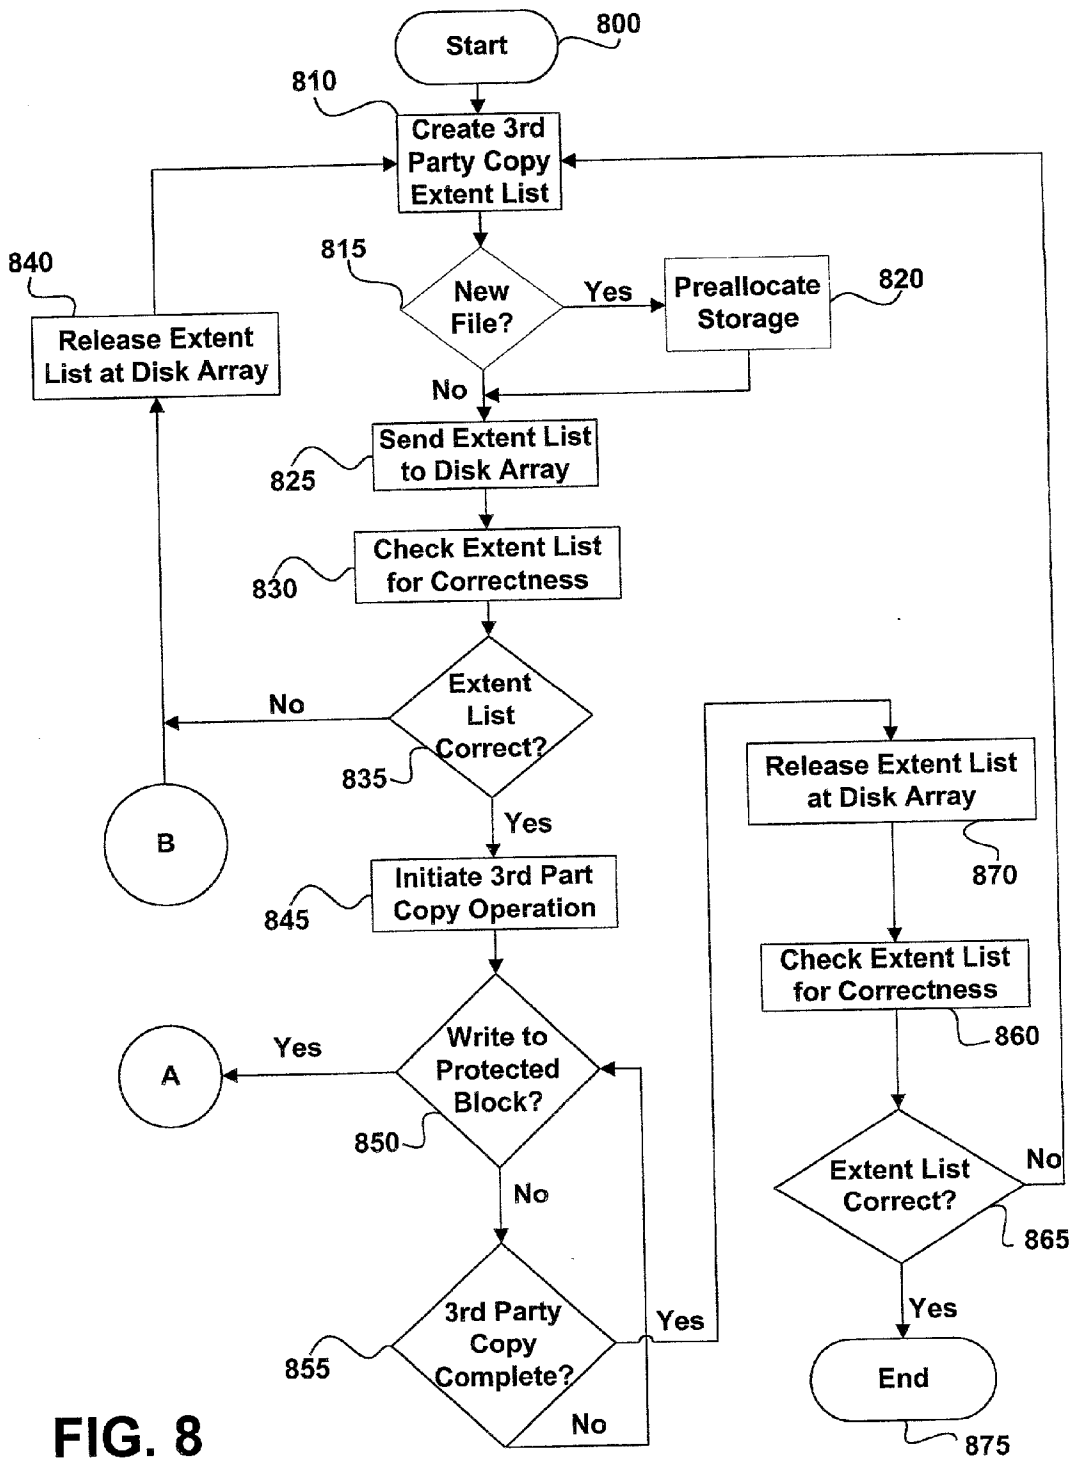 Start
800
810
Create 3rd
Party Copy
Extent List
815
New
File?
Yes
Preallocate
Storage
820
840
Release Extent
List at Disk Array
No
Send Extent List
to Disk Array
825
Check Extent List
for Correctness
830
Extent
List
Correct?
No
835
Yes
B
Release Extent List
at Disk Array
870
Initiate 3rd Part
Copy Operation
845
Check Extent List
for Correctness
860
Write to
Protected
Block?
Yes
A
850
No
Extent List
Correct?
No
865
3rd Party
Copy
Complete?
Yes
855
No
Yes
End
875
FIG. 8